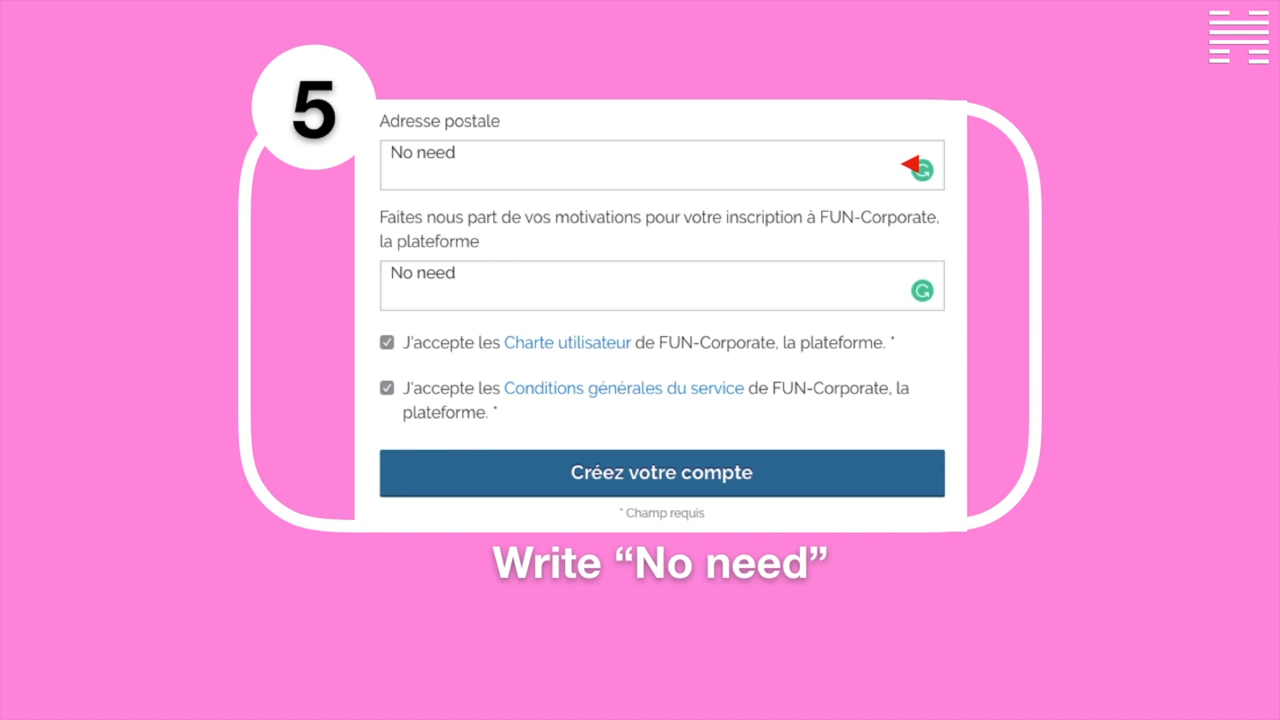 5
Adresse postale
No need
Faites nous part de vos motivations pour votre inscription à FUN-Corporate,
la plateforme
No need
J'accepte les Charte utilisateur de FUN-Corporate, la plateforme. *
J'accepte les Conditions générales du service de FUN-Corporate, la
plateforme. *
Créez votre compte
* Champ requis
Write “No need”